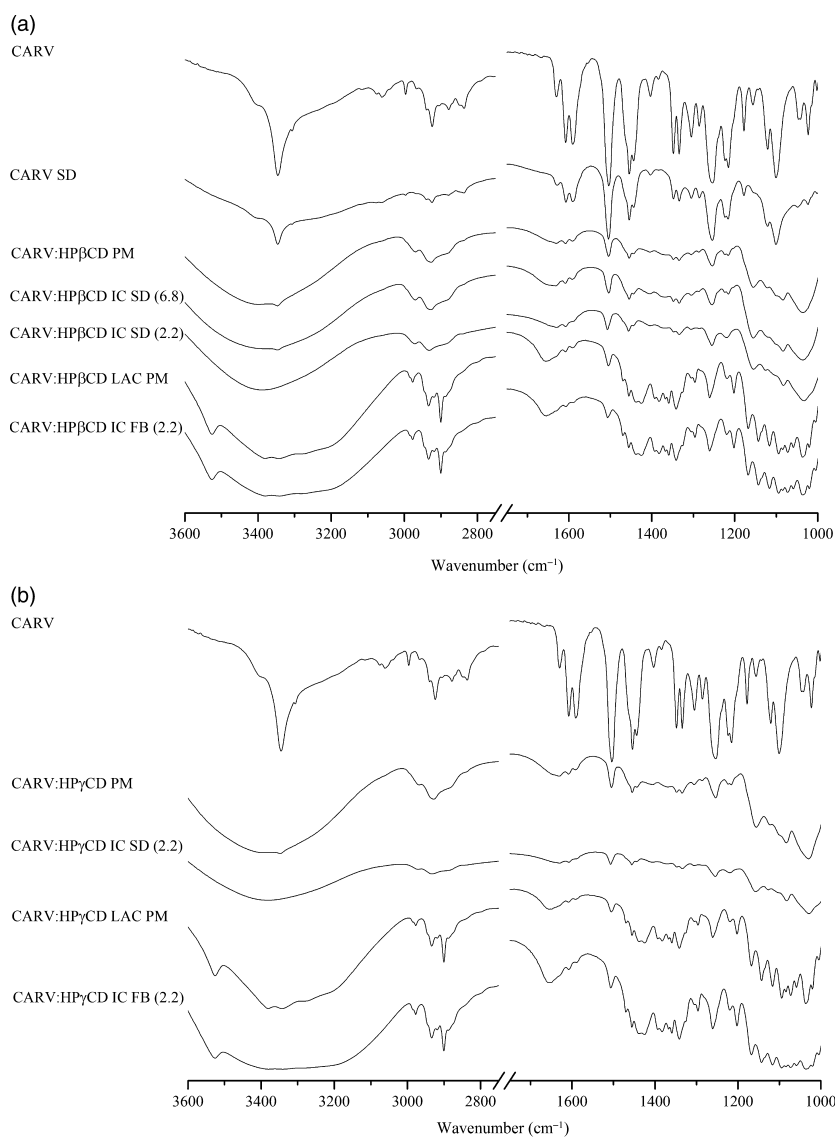 (a)
CARV
CARV SD
CARV:HPβCD PM
CARV:HPβCD IC SD (6.8)
CARV:HPβCD IC SD (2.2)
CARV:HPβCD LAC PM
CARV:HPβCD IC FB (2.2)
3600 3400 3200 3000 2800 1600 1400 1200 1000
Wavenumber (cm⁻¹)
(b)
CARV
CARV:HPγCD PM
CARV:HPγCD IC SD (2.2)
CARV:HPγCD LAC PM
CARV:HPγCD IC FB (2.2)
3600 3400 3200 3000 2800 1600 1400 1200 1000
Wavenumber (cm⁻¹)